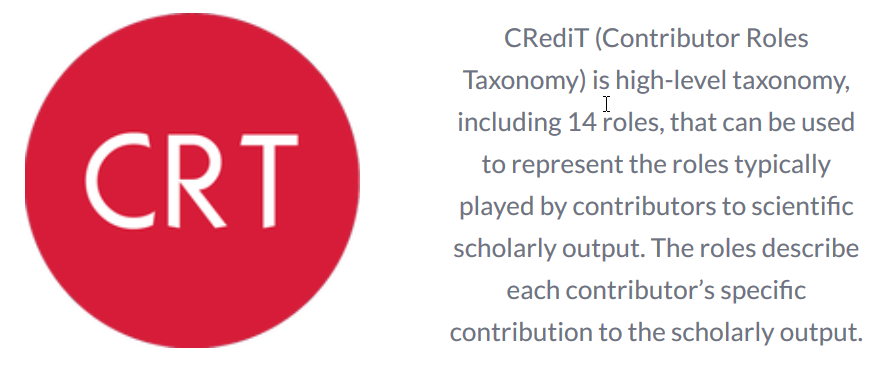 CRT
CRediT (Contributor Roles
Taxonomy) is high-level taxonomy,
including 14 roles, that can be used
to represent the roles typically
played by contributors to scientific
scholarly output. The roles describe
each contributor’s specific
contribution to the scholarly output.